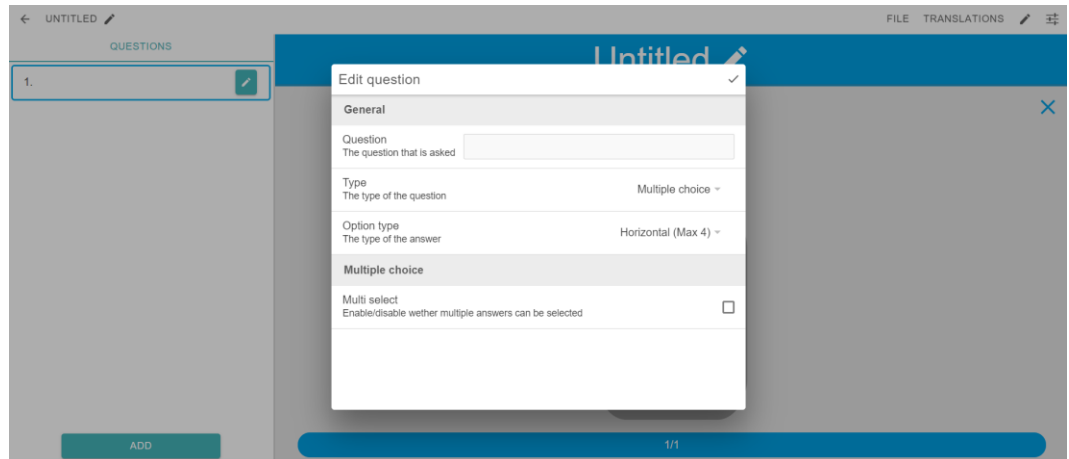 UNTITLED
FILE TRANSLATIONS
QUESTIONS
Untitled
1.
Edit question
General
Question
The question that is asked
Type
The type of the question
Multiple choice
Option type
The type of the answer
Horizontal (Max 4)
Multiple choice
Multi select
Enable/disable wether multiple answers can be selected
ADD
1/1